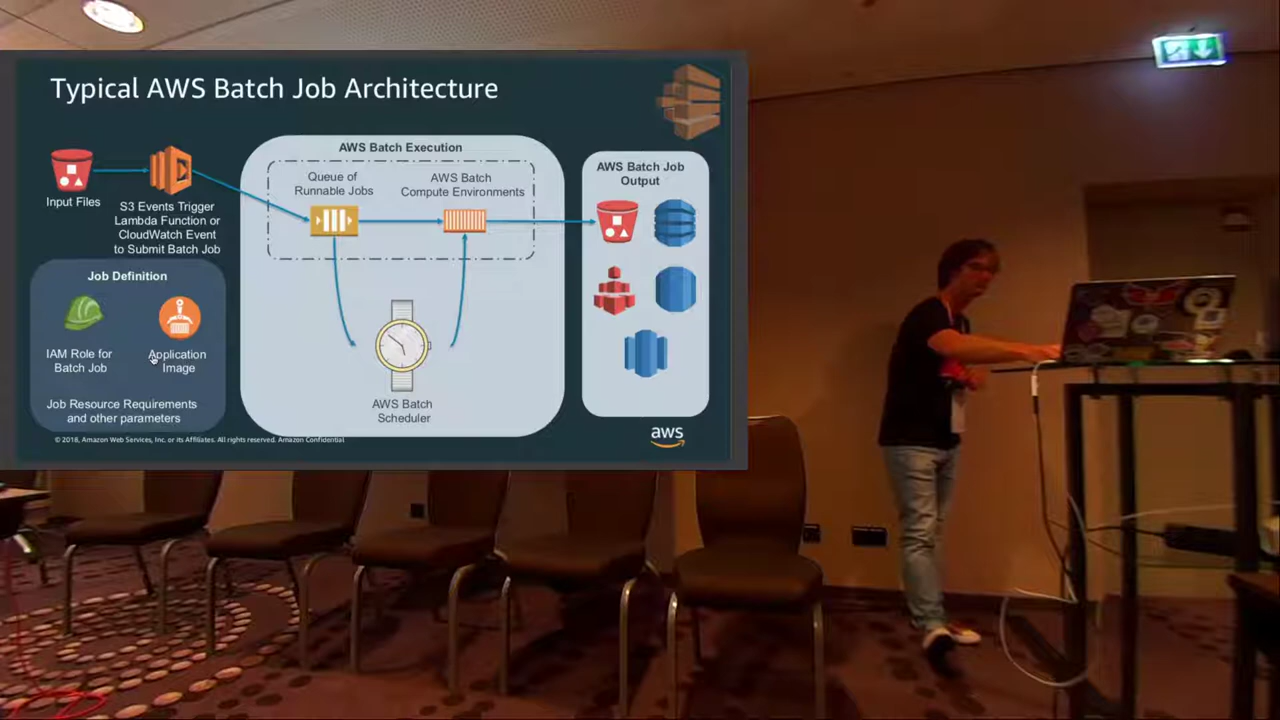 Typical AWS Batch Job Architecture
Input Files
S3 Events Trigger
Lambda Function or
CloudWatch Event
to Submit Batch Job
Job Definition
IAM Role for
Batch Job
Application
Image
Job Resource Requirements
and other parameters
AWS Batch Execution
Queue of
Runnable Jobs
AWS Batch
Compute Environments
AWS Batch
Scheduler
AWS Batch Job
Output
© 2018, Amazon Web Services, Inc. or its Affiliates. All rights reserved. Amazon Confidential
aws